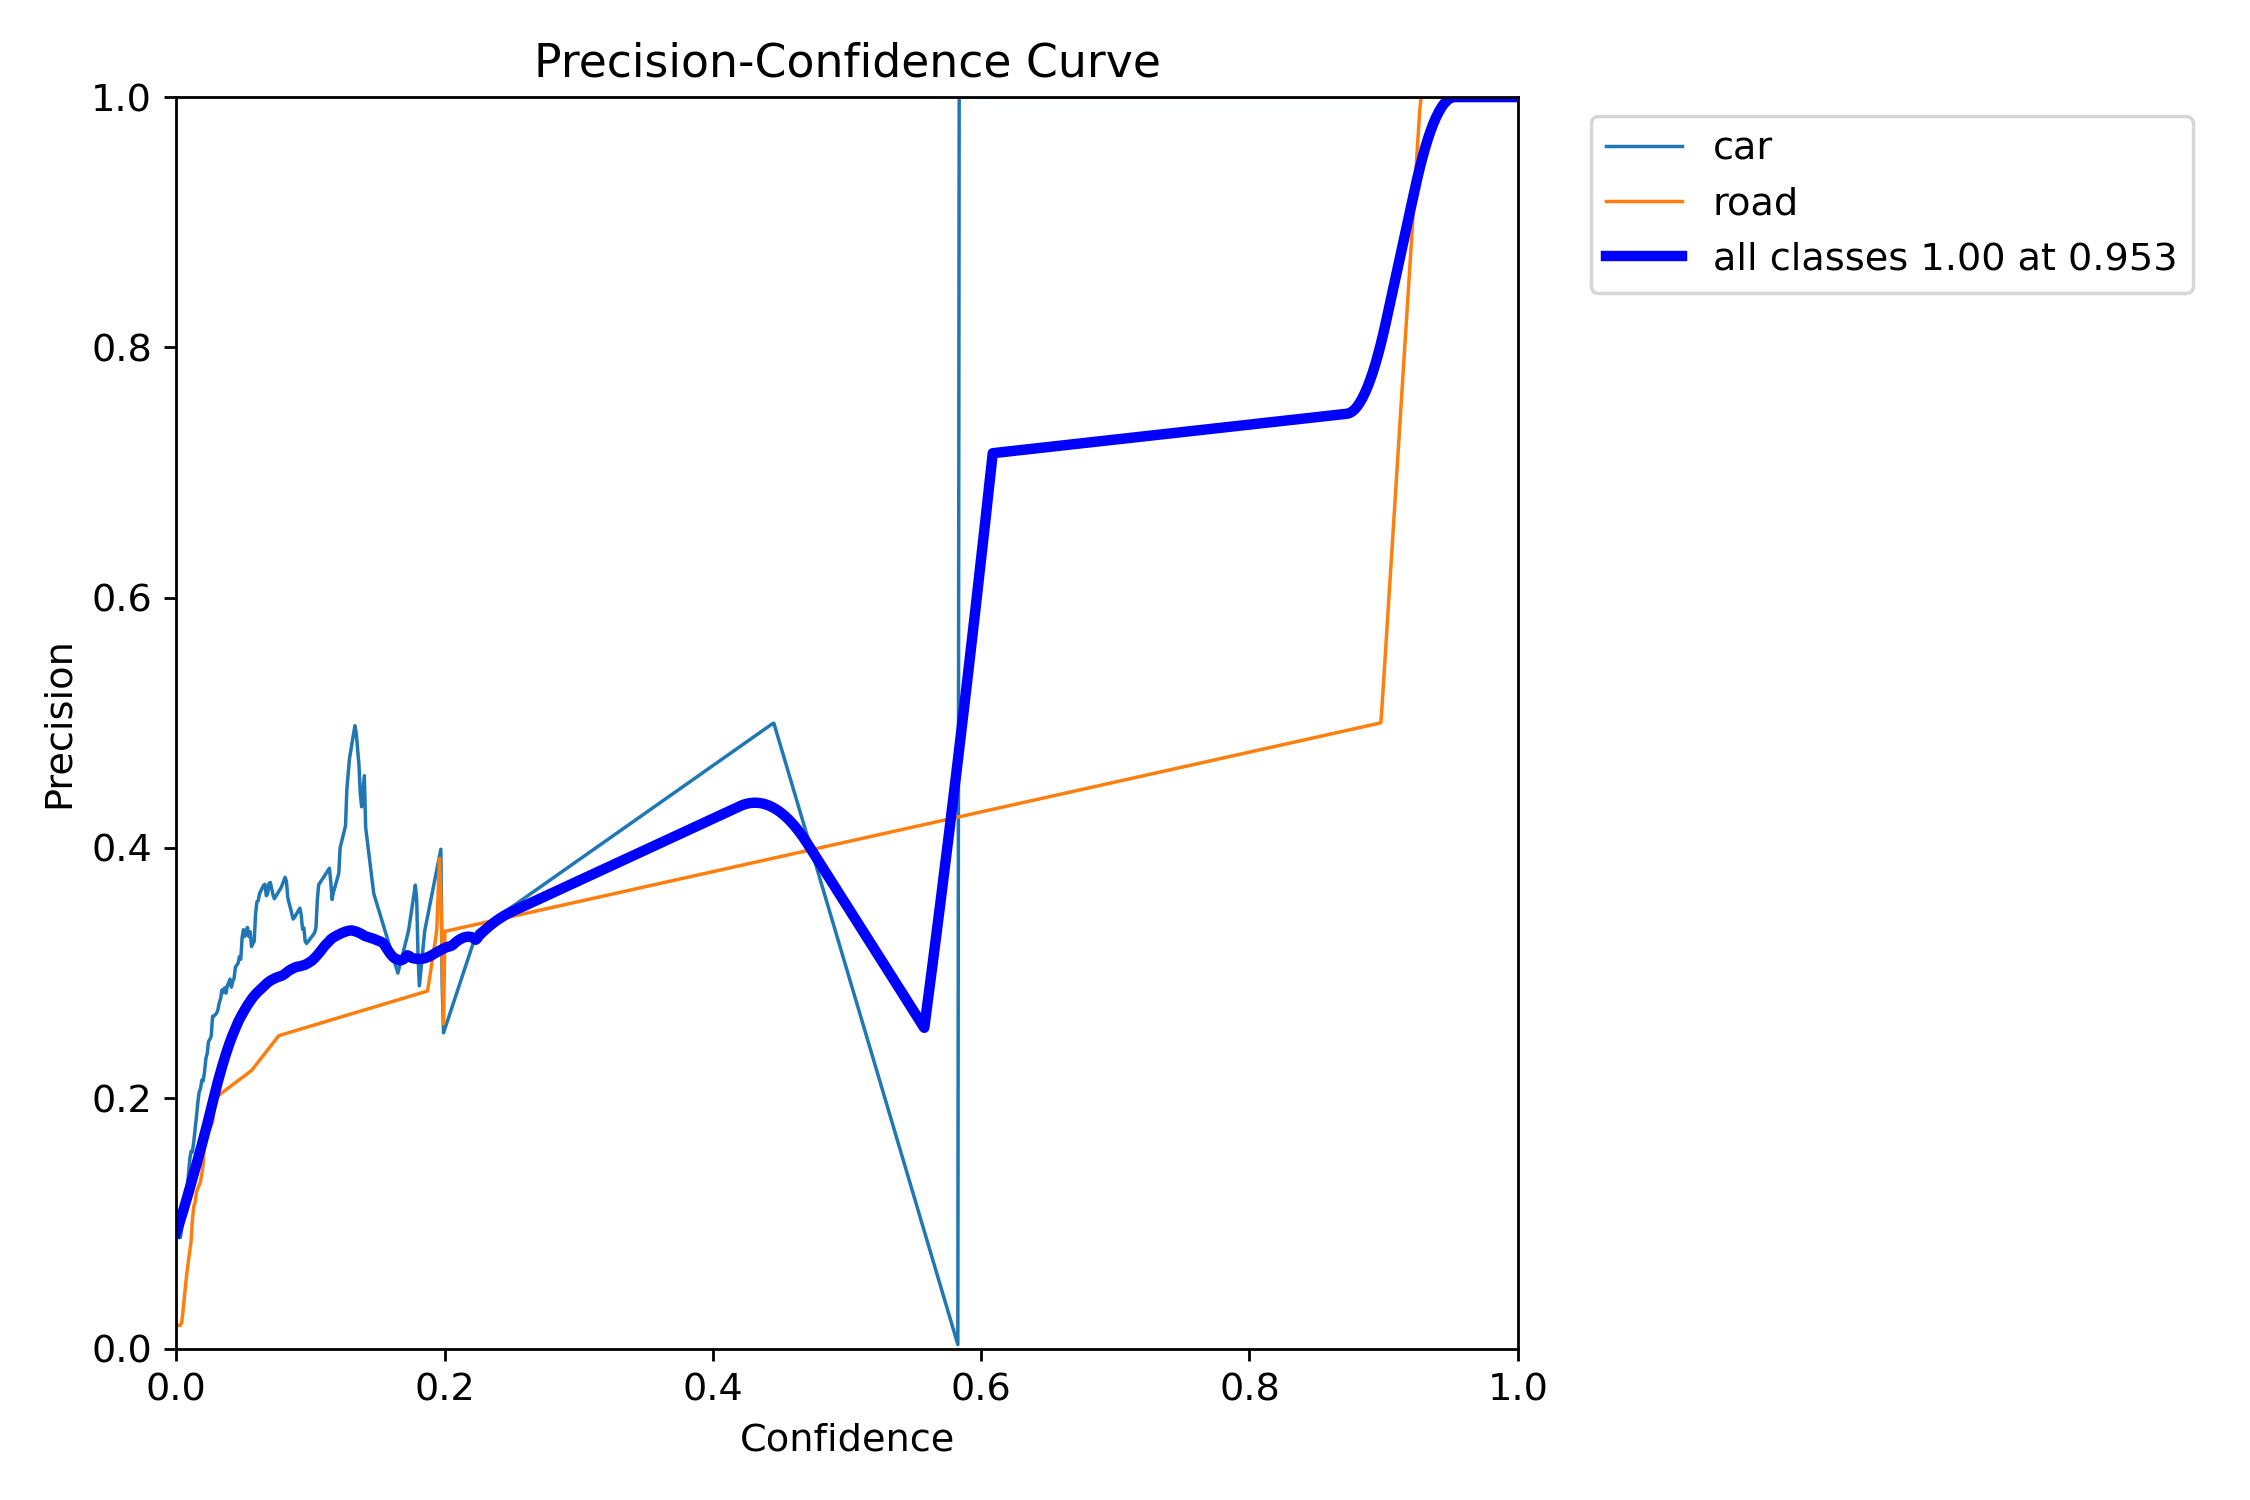 Precision-Confidence Curve
1.0
0.8
0.6
0.4
0.2
0.0
Precision
0.0 0.2 0.4 0.6 0.8 1.0
Confidence
car
road
all classes 1.00 at 0.953